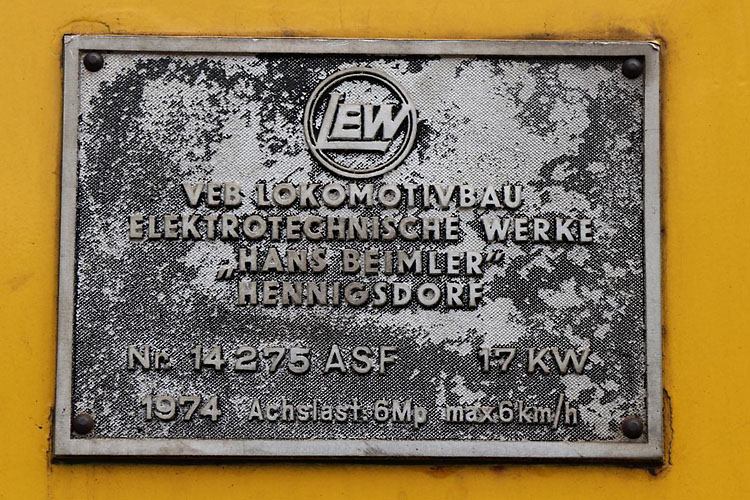 LEW
VEB LOKOMOTIVBAU
ELEKTROTECHNISCHE WERKE
„HANS BEIMLER"
HENNIGSDORF
Nr. 14275 ASF 17 KW
1974 Achslast:6Mp max.6km/h